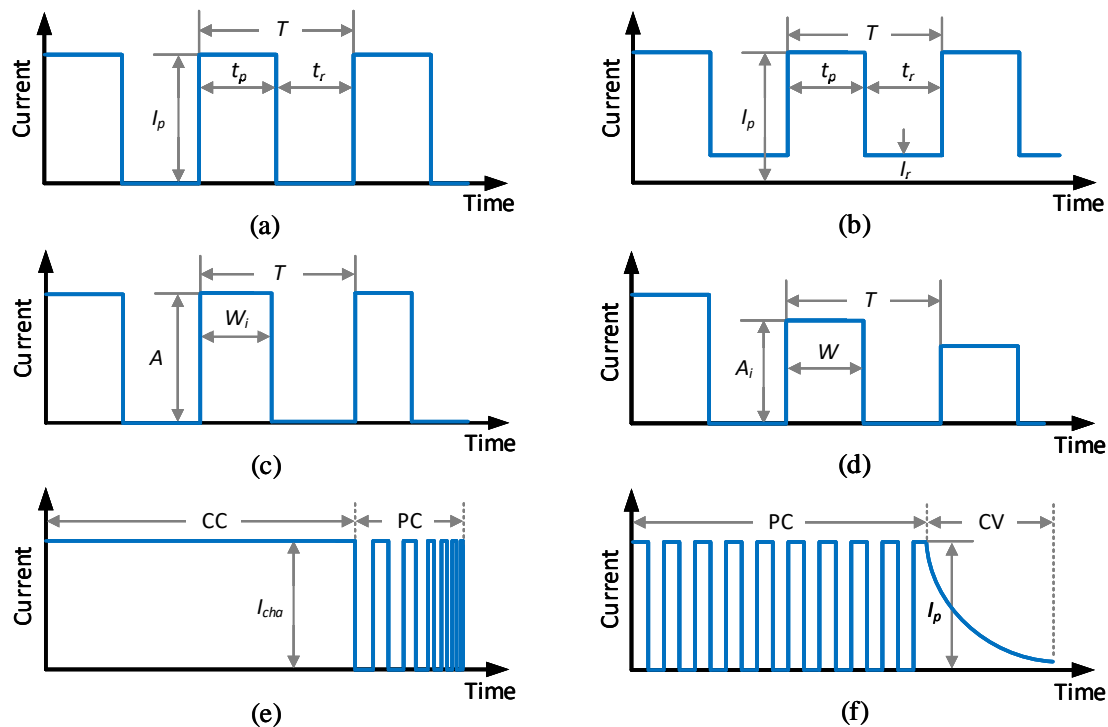 T
t_p
t_r
I_p
Current
Time
(a)
T
t_p
t_r
I_p
I_r
Current
Time
(b)
T
W_i
A
Current
Time
(c)
T
W
A_i
Current
Time
(d)
CC
PC
I_cha
Current
Time
(e)
PC
CV
I_p
Current
Time
(f)